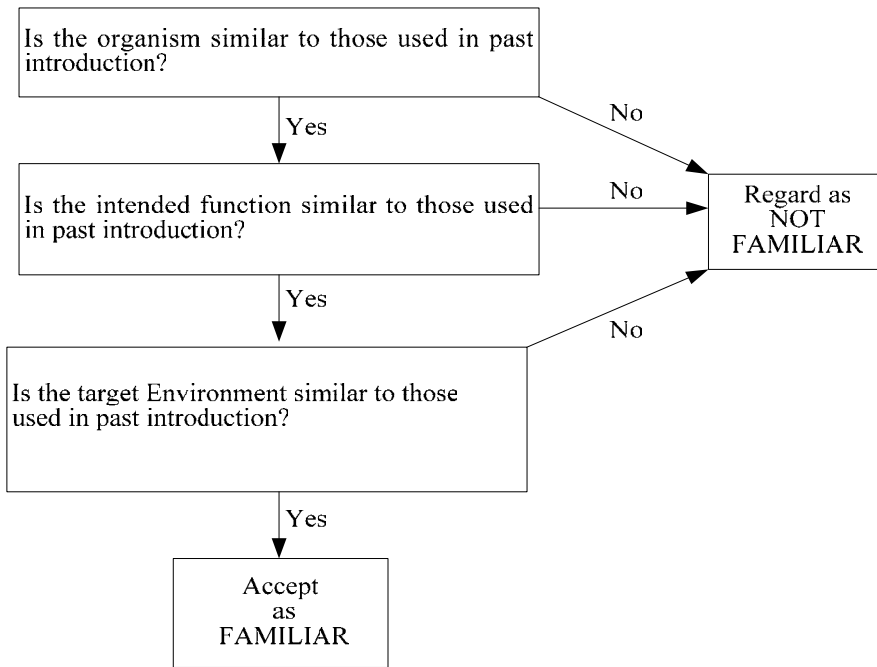 Is the organism similar to those used in past
introduction?
Yes
No
Is the intended function similar to those used
in past introduction?
No
Regard as
NOT
FAMILIAR
Yes
No
Is the target Environment similar to those
used in past introduction?
Yes
Accept
as
FAMILIAR